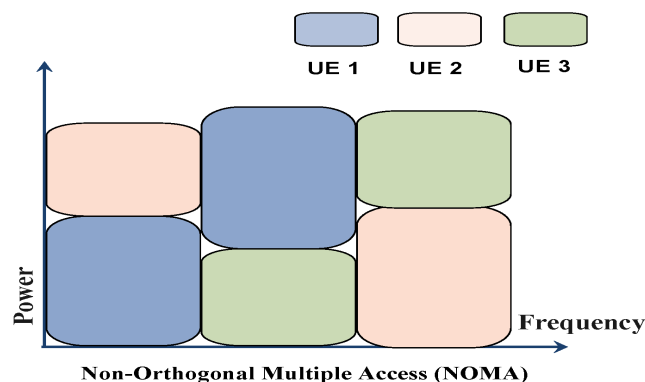 UE 1 UE 2 UE 3
Power
Frequency
Non-Orthogonal Multiple Access (NOMA)